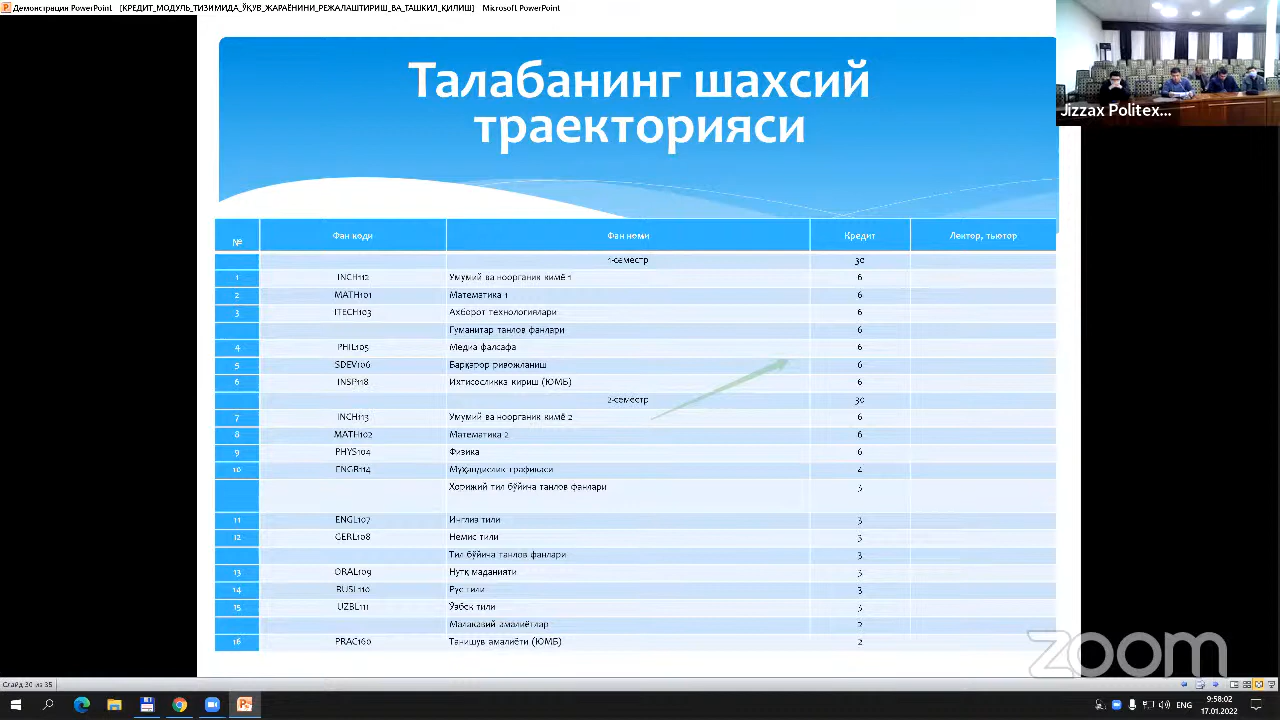 Демонстрация PowerPoint [КРЕДИТ_МОДУЛЬ_ТИЗИМИДА_ЎҚУВ_ЖАРАЁНИНИ_РЕЖАЛАШТИРИШ_ВА_ТАШКИЛ_ҚИЛИШ] Microsoft PowerPoint
Jizzax Politex...
Талабанинг шахсий
траекторияси
№ Фан коди Фан номи Кредит Лектор, тьютор
1-семестр 30
1 INCH112 Умумий ва ноорганик кимё 1 6
2 MATH101 Математика 1 6
3 ITECH103 Ахборот технологиялари 6
Гуманитар танлов фанлари 6
4 PHIL105 Медиа фалсафа 6
5 SDEV106 Барқарор ривожланиш 6
6 INSP118 Ихтисосликка кириш (ЮМБ) 6
2-семестр 30
7 INCH113 Умумий ва ноорганик кимё 2 6
8 MATH102 Математика 2 6
9 PHYS104 Физика 6
10 ENGR114 Муҳандислик графикаси 4
Хорижий тил бўйича танлов фанлари 3
11 ENGL107 Инглиз тили 3
12 GERL108 Немис тили 3
Тил бўйича танлов фанлари 3
13 ORAL109 Нутқ маданияти 3
14 RUSL110 Рус тили 3
15 UZBL111 Ўзбек тили 3
Малакавий амалиётлар 2
16 PRAC160 Танишув амалиёти (ЮМБ) 2
zoom
Слайд 30 из 35
ENG
9:58:02
17.01.2022